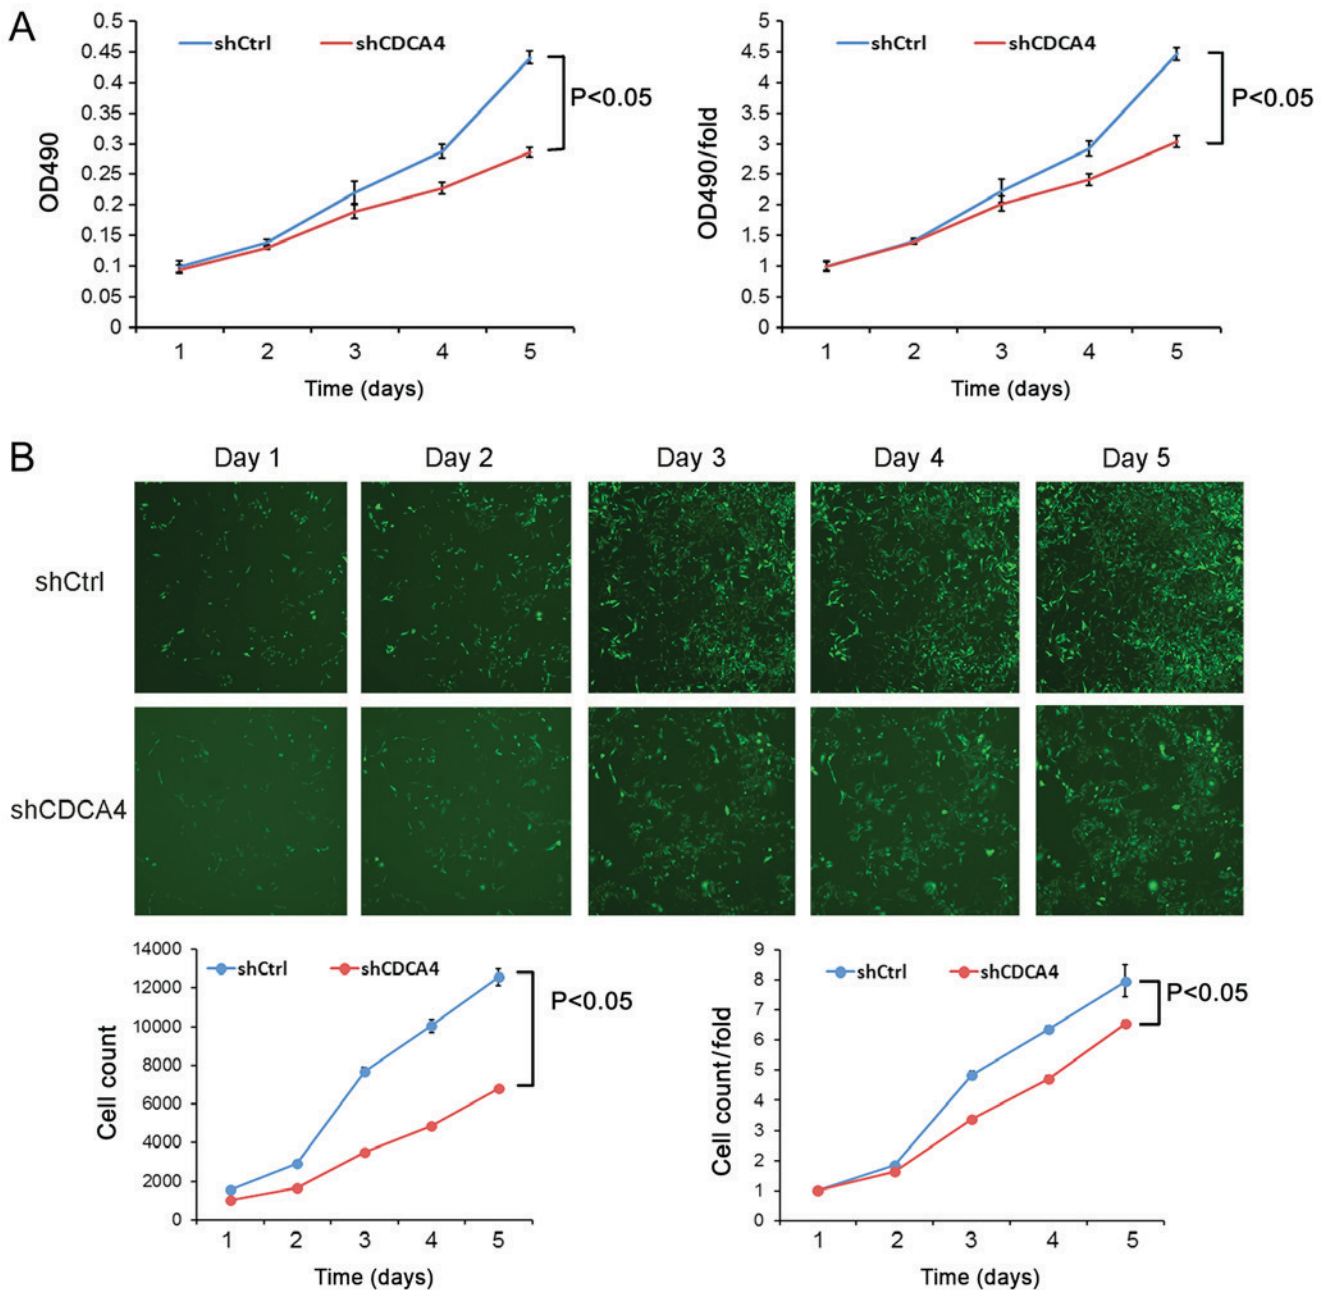 A
shCtrl shCDCA4
0.5
0.45
0.4
0.35
0.3
0.25
0.2
0.15
0.1
0.05
0
OD490
P<0.05
1 2 3 4 5
Time (days)
shCtrl shCDCA4
5
4.5
4
3.5
3
2.5
2
1.5
1
0.5
0
OD490/fold
P<0.05
1 2 3 4 5
Time (days)
B
Day 1 Day 2 Day 3 Day 4 Day 5
shCtrl
shCDCA4
shCtrl shCDCA4
14000
12000
10000
8000
6000
4000
2000
0
Cell count
P<0.05
1 2 3 4 5
Time (days)
shCtrl shCDCA4
9
8
7
6
5
4
3
2
1
0
Cell count/fold
P<0.05
1 2 3 4 5
Time (days)